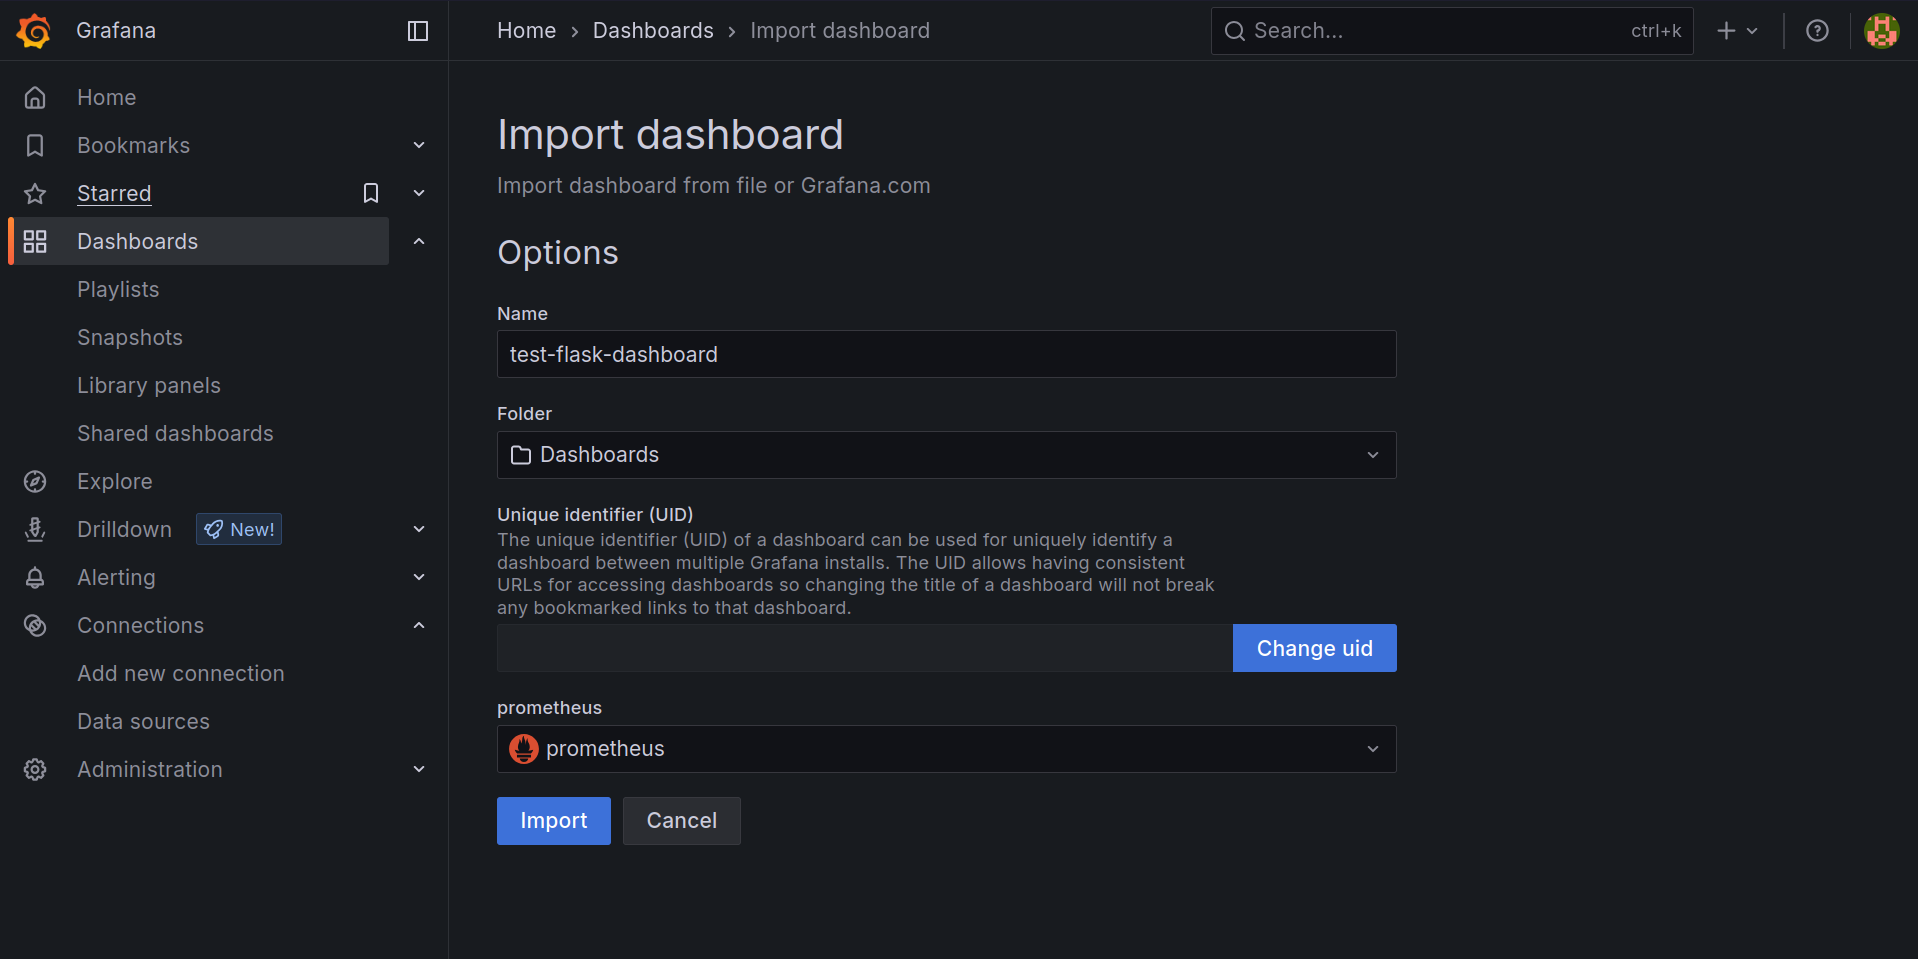 Grafana
Home
Dashboards
Import dashboard
Search...
ctrl+k
Home
Bookmarks
Starred
Dashboards
Playlists
Snapshots
Library panels
Shared dashboards
Explore
Drilldown
New!
Alerting
Connections
Add new connection
Data sources
Administration
Import dashboard
Import dashboard from file or Grafana.com
Options
Name
test-flask-dashboard
Folder
Dashboards
Unique identifier (UID)
The unique identifier (UID) of a dashboard can be used for uniquely identify a
dashboard between multiple Grafana installs. The UID allows having consistent
URLs for accessing dashboards so changing the title of a dashboard will not break
any bookmarked links to that dashboard.
Change uid
prometheus
prometheus
Import
Cancel